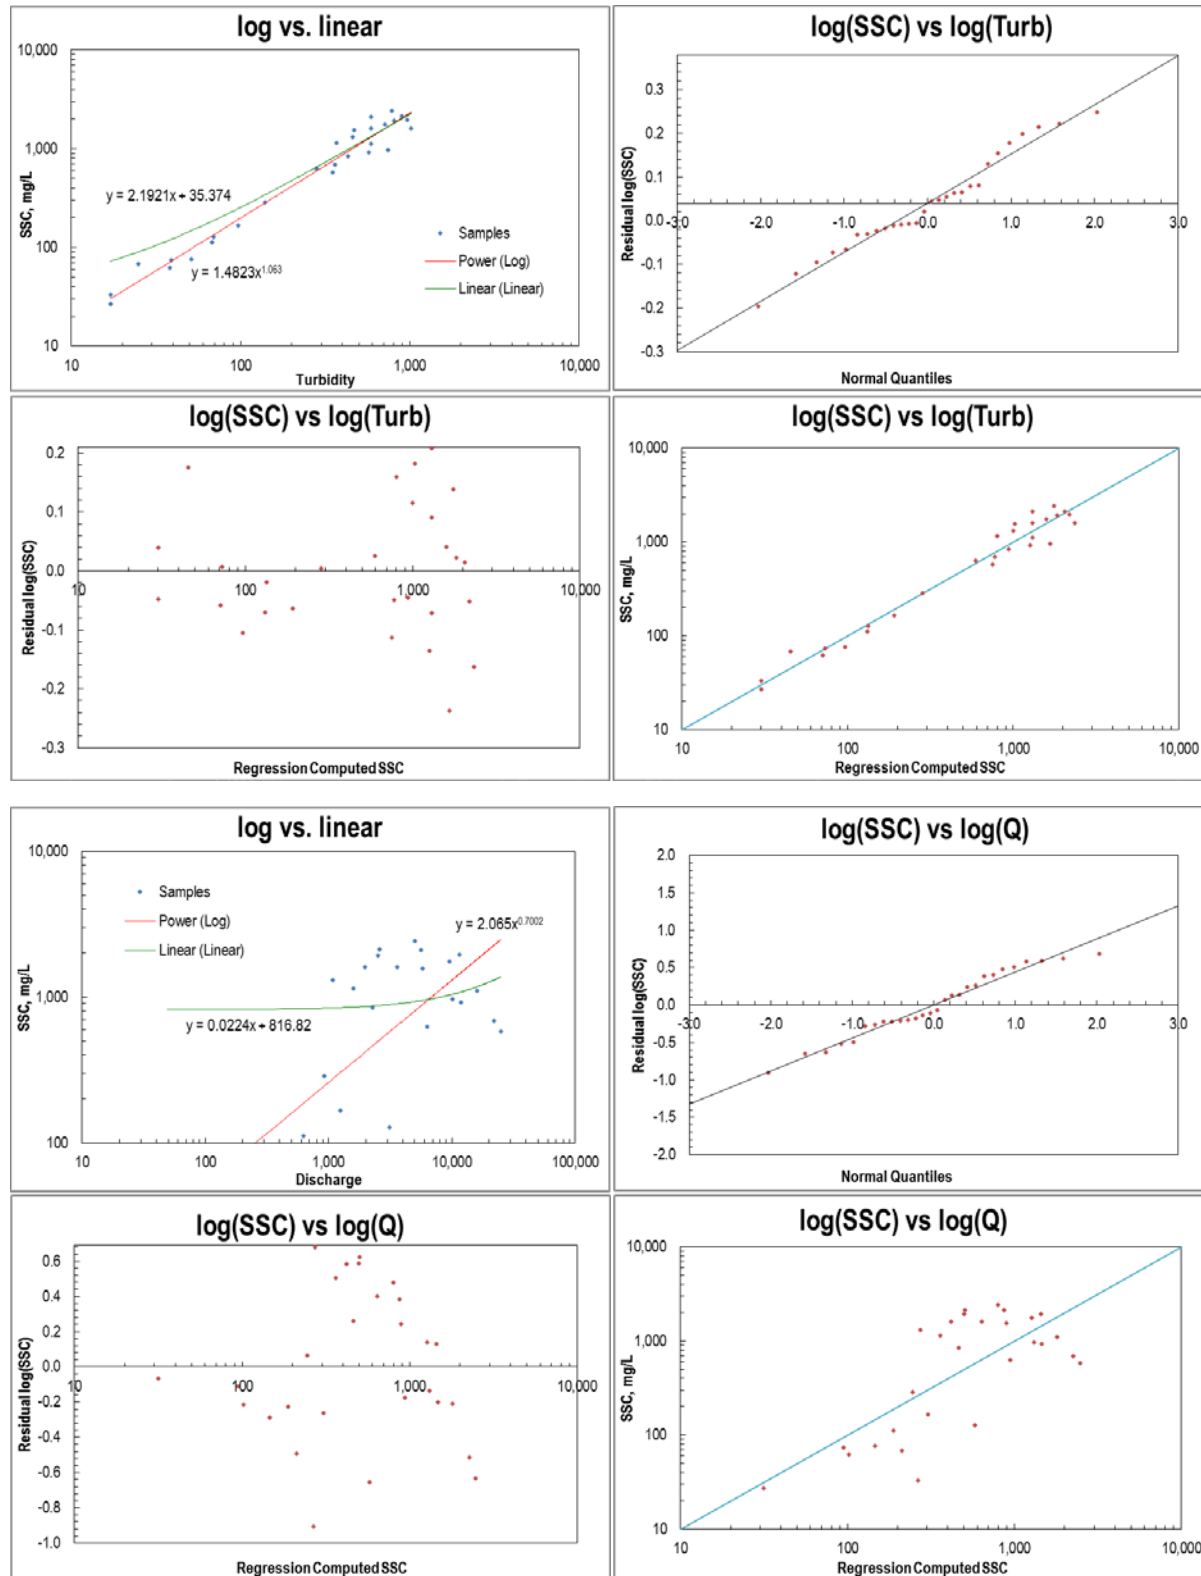 log vs. linear
10,000
1,000
100
10
SSC, mg/L
y = 2.1921x + 35.374
y = 1.4823x^1.063
Samples
Power (Log)
Linear (Linear)
10
100
1,000
10,000
Turbidity
log(SSC) vs log(Turb)
0.3
0.2
0.1
0.0
-0.1
-0.2
-0.3
Residual log(SSC)
-3.0
-2.0
-1.0
0.0
1.0
2.0
3.0
Normal Quantiles
log(SSC) vs log(Turb)
0.2
0.1
0.0
-0.1
-0.2
-0.3
Residual log(SSC)
10
100
1,000
10,000
Regression Computed SSC
log(SSC) vs log(Turb)
10,000
1,000
100
10
SSC, mg/L
10
100
1,000
10,000
Regression Computed SSC
log vs. linear
10,000
1,000
100
SSC, mg/L
Samples
Power (Log)
Linear (Linear)
y = 2.065x^0.7002
y = 0.0224x + 816.82
10
100
1,000
10,000
100,000
Discharge
log(SSC) vs log(Q)
2.0
1.5
1.0
0.5
0.0
-0.5
-1.0
-1.5
-2.0
Residual log(SSC)
-3.0
-2.0
-1.0
0.0
1.0
2.0
3.0
Normal Quantiles
log(SSC) vs log(Q)
0.6
0.4
0.2
0.0
-0.2
-0.4
-0.6
-0.8
-1.0
Residual log(SSC)
10
100
1,000
10,000
Regression Computed SSC
log(SSC) vs log(Q)
10,000
1,000
100
10
SSC, mg/L
10
100
1,000
10,000
Regression Computed SSC